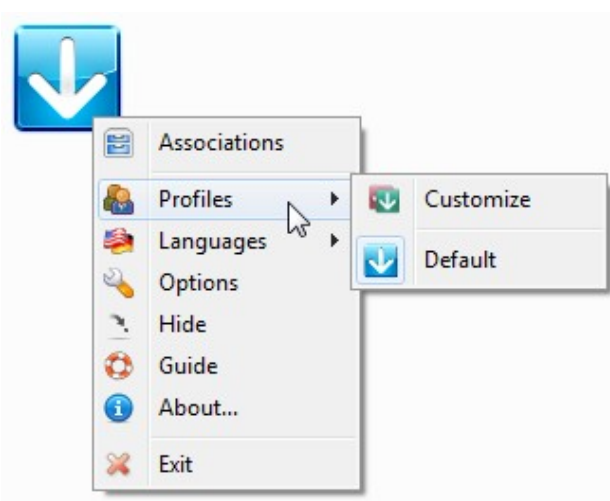 Associations
Profiles
Customize
Languages
Default
Options
Hide
Guide
About...
Exit